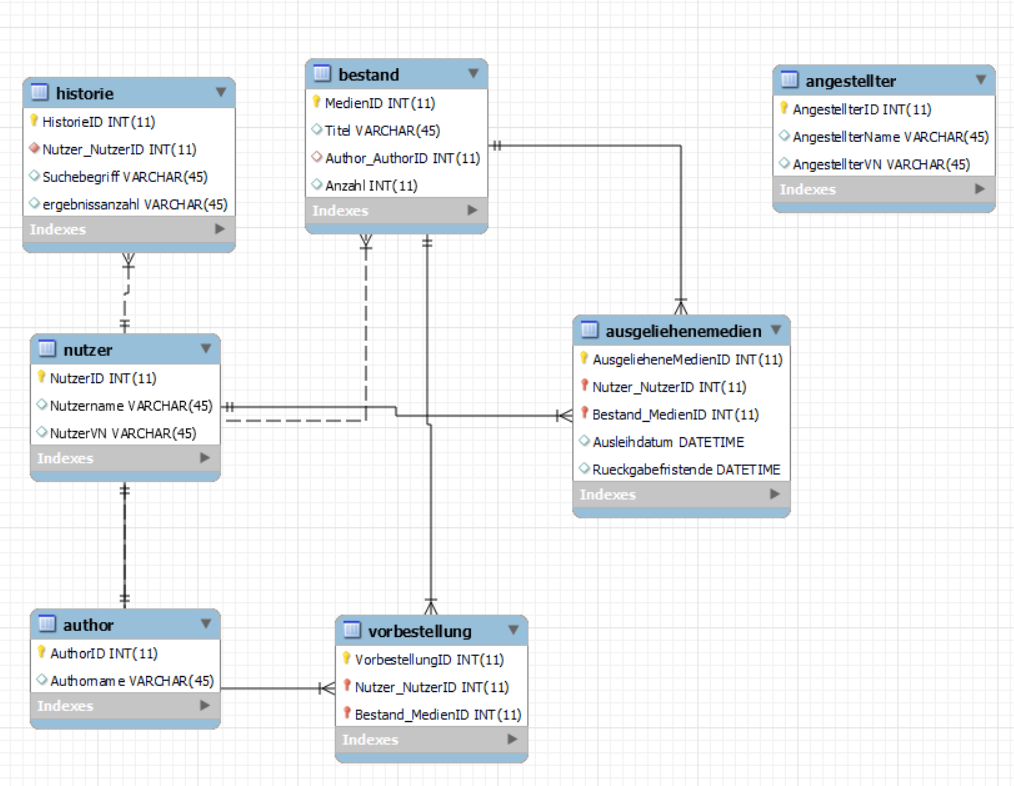 historie
HistorieID INT(11)
Nutzer_NutzerID INT(11)
Suchebegriff VARCHAR(45)
ergebnissanzahl VARCHAR(45)
Indexes
bestand
MedienID INT(11)
Titel VARCHAR(45)
Author_AuthorID INT(11)
Anzahl INT(11)
Indexes
angestellter
AngestellterID INT(11)
AngestellterName VARCHAR(45)
AngestellterVN VARCHAR(45)
Indexes
nutzer
NutzerID INT(11)
Nutzername VARCHAR(45)
NutzerVN VARCHAR(45)
Indexes
ausgeliehenemedien
AusgelieheneMedienID INT(11)
Nutzer_NutzerID INT(11)
Bestand_MedienID INT(11)
Ausleihdatum DATETIME
Rueckgabefristende DATETIME
Indexes
author
AuthorID INT(11)
Authorname VARCHAR(45)
Indexes
vorbestellung
VorbestellungID INT(11)
Nutzer_NutzerID INT(11)
Bestand_MedienID INT(11)
Indexes